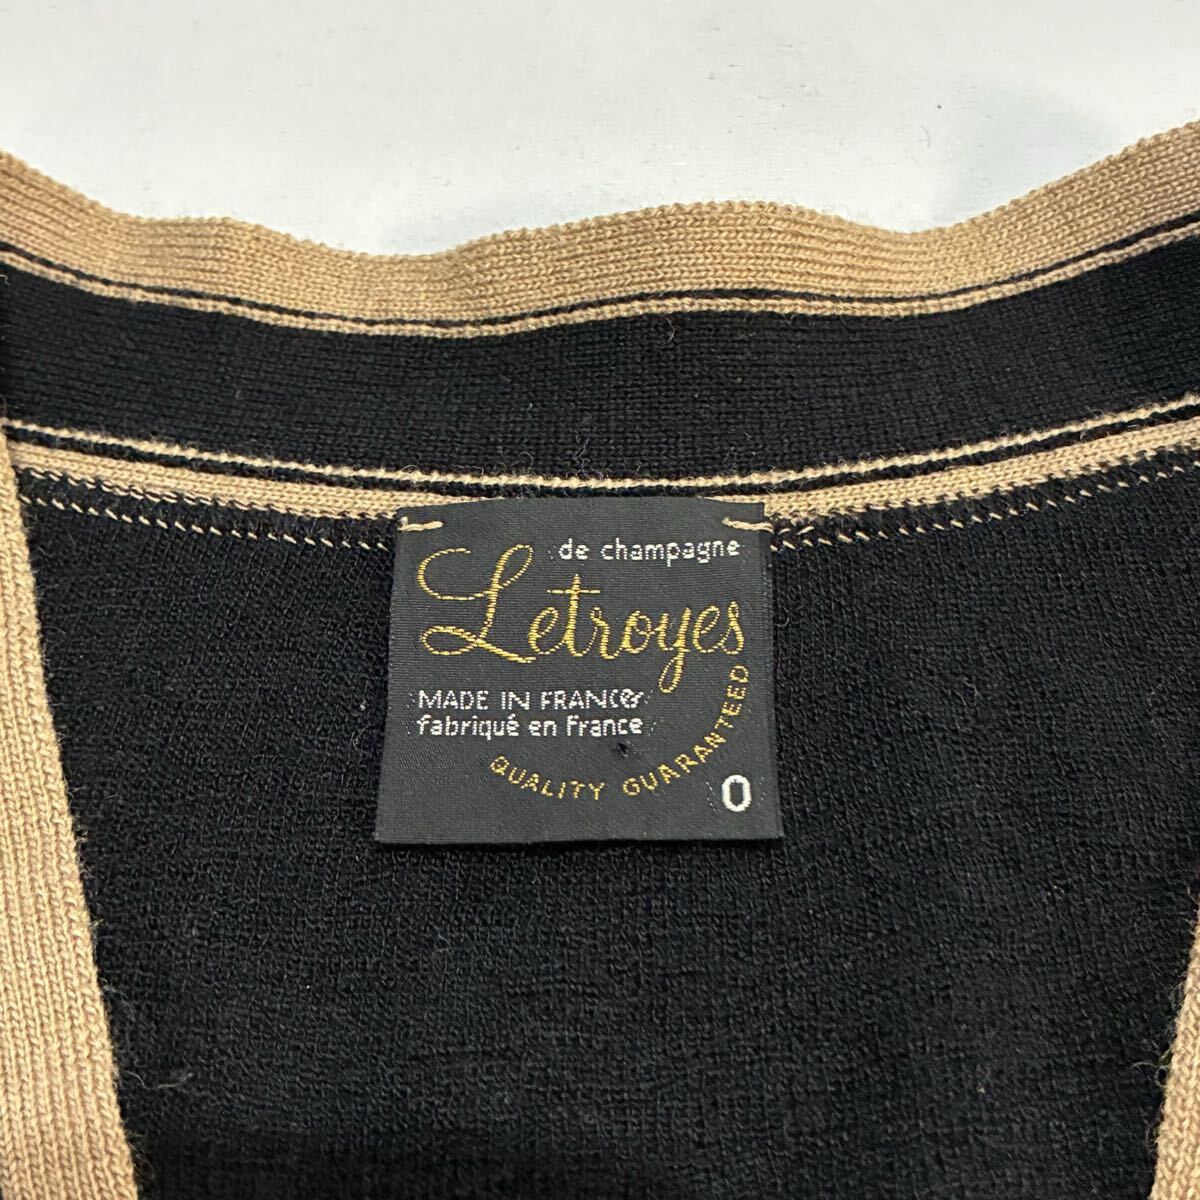 de champagne
Letroyes
MADE IN FRANCE
fabriqué en France
QUALITY GUARANTEED
0